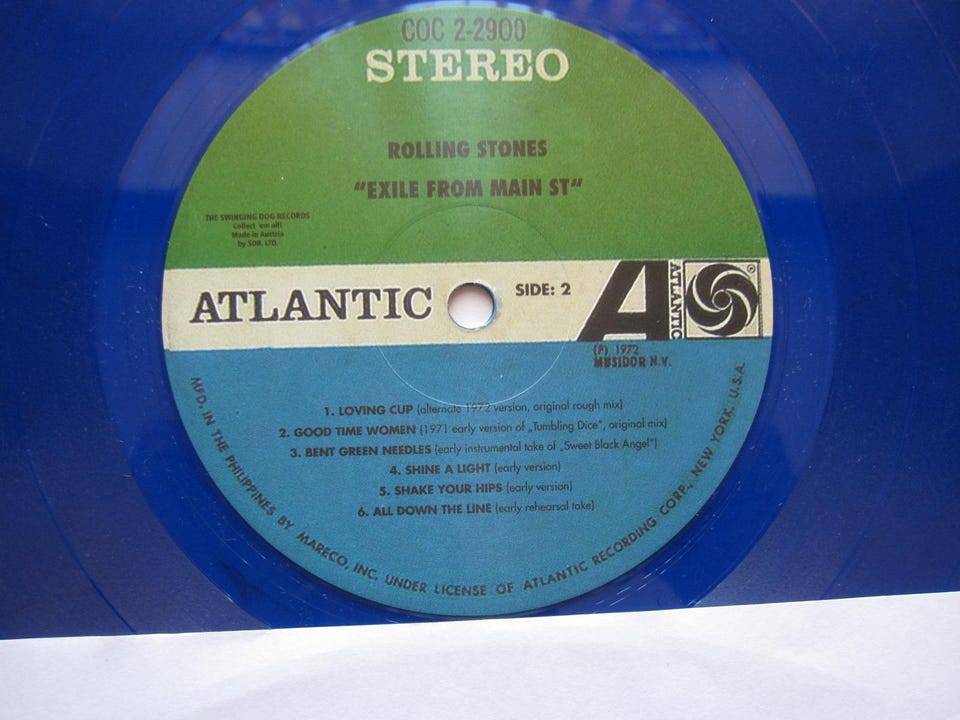 COC 2-2900
STEREO
ROLLING STONES
"EXILE FROM MAIN ST"
THE SWINGING DOG RECORDS
Collect 'em all!
Made in Austria
by SDR. LTD.
ATLANTIC
SIDE: 2
A
ATLANTIC
®
(P) 1972
MUSIDOR N.V.
1. LOVING CUP (alternate 1972 version, original rough mix)
2. GOOD TIME WOMEN (1971 early version of „Tumbling Dice", original mix)
3. BENT GREEN NEEDLES (early instrumental take of „Sweet Black Angel")
4. SHINE A LIGHT (early version)
5. SHAKE YOUR HIPS (early version)
6. ALL DOWN THE LINE (early rehearsal take)
MFD. IN THE PHILIPPINES BY MARECO, INC. UNDER LICENSE OF ATLANTIC RECORDING CORP., NEW YORK. U.S.A.